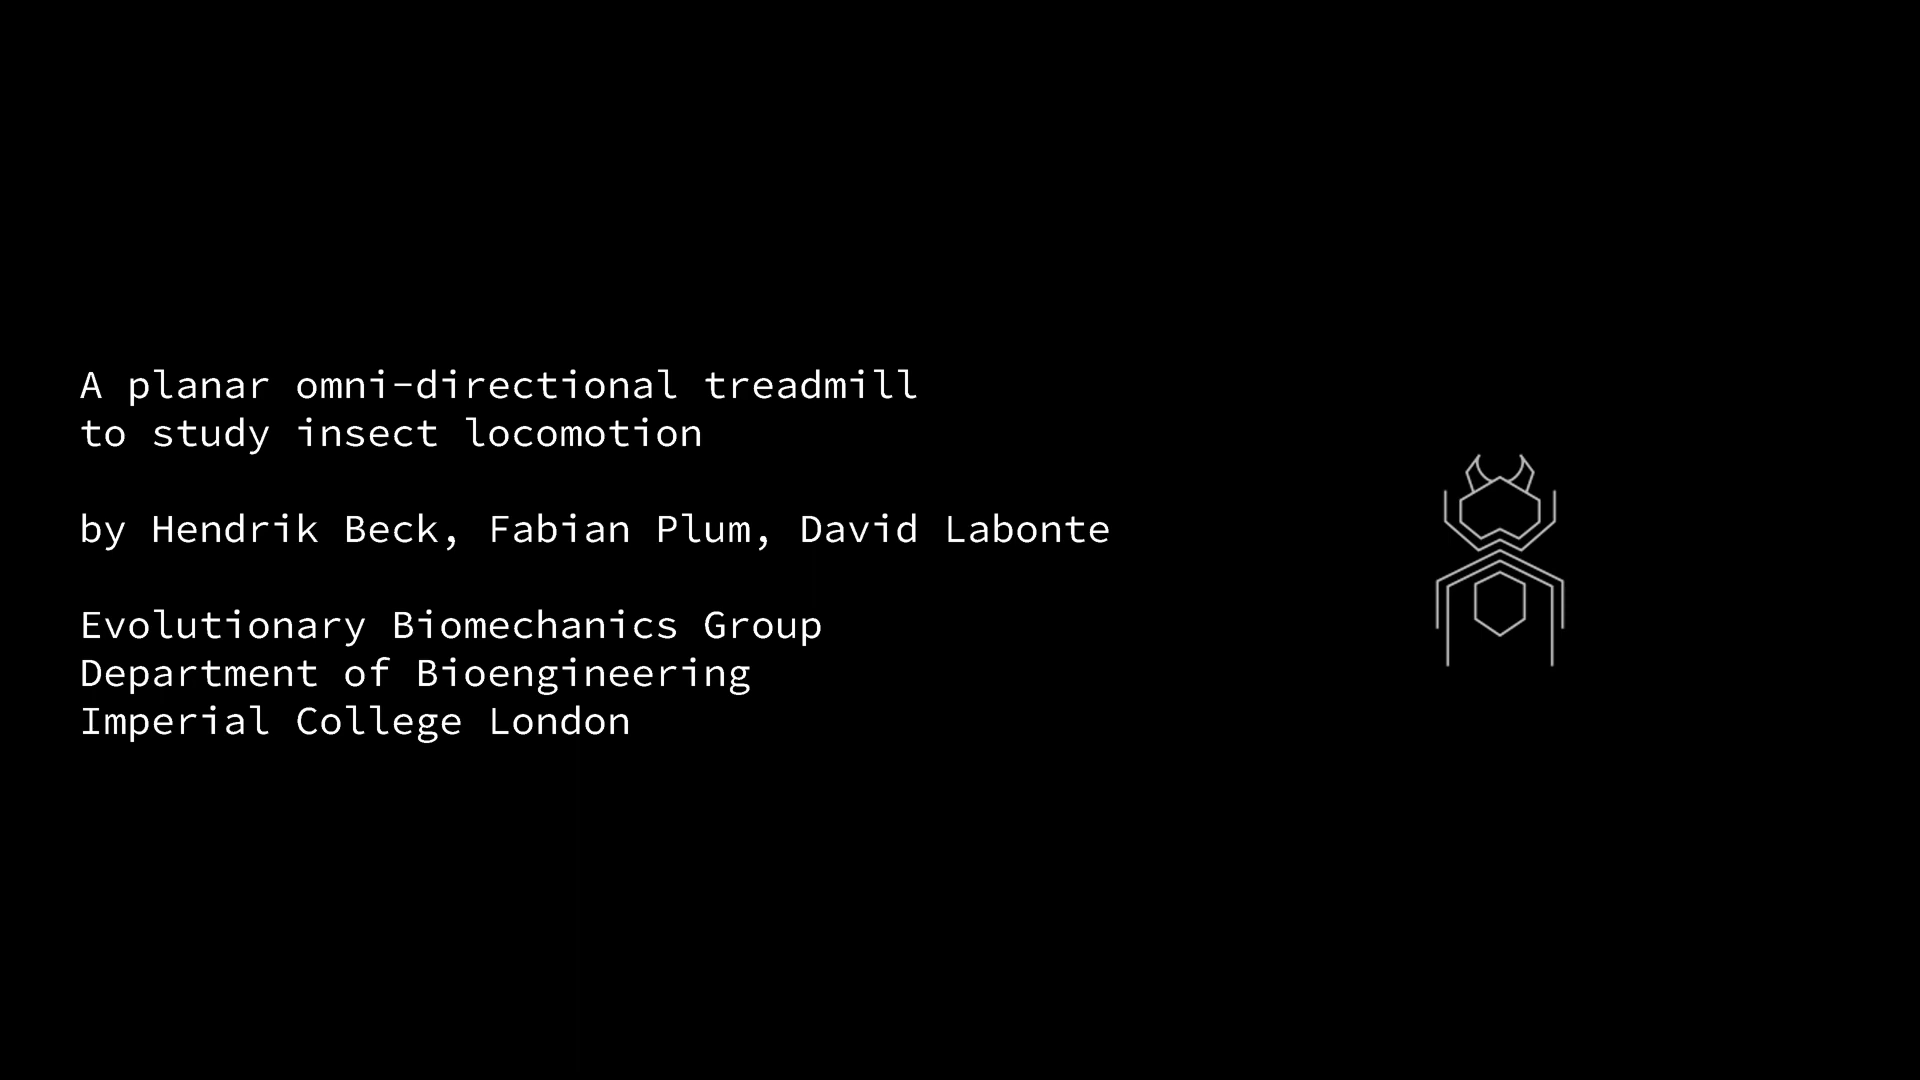 A planar omni-directional treadmill
to study insect locomotion
by Hendrik Beck, Fabian Plum, David Labonte
Evolutionary Biomechanics Group
Department of Bioengineering
Imperial College London